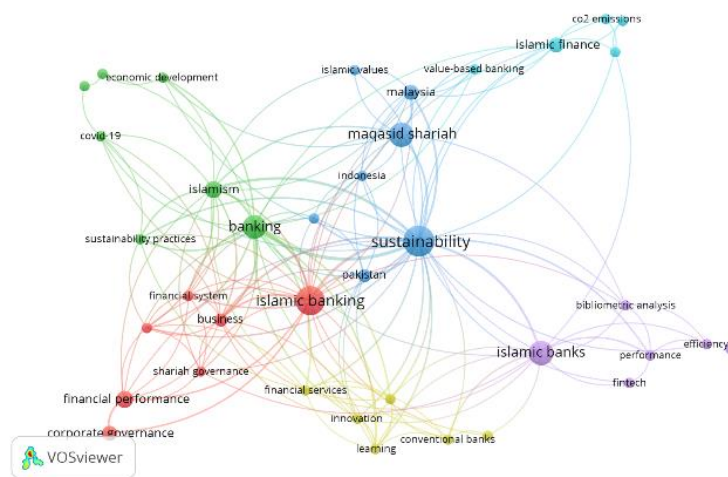 co2 emissions
islamic finance
islamic values
value-based banking
economic development
malaysia
maqasid shariah
covid-19
indonesia
islamism
banking
sustainability practices
sustainability
pakistan
financial system
islamic banking
bibliometric analysis
business
islamic banks
efficiency
performance
shariah governance
fintech
financial services
financial performance
innovation
corporate governance
conventional banks
learning
VOSviewer